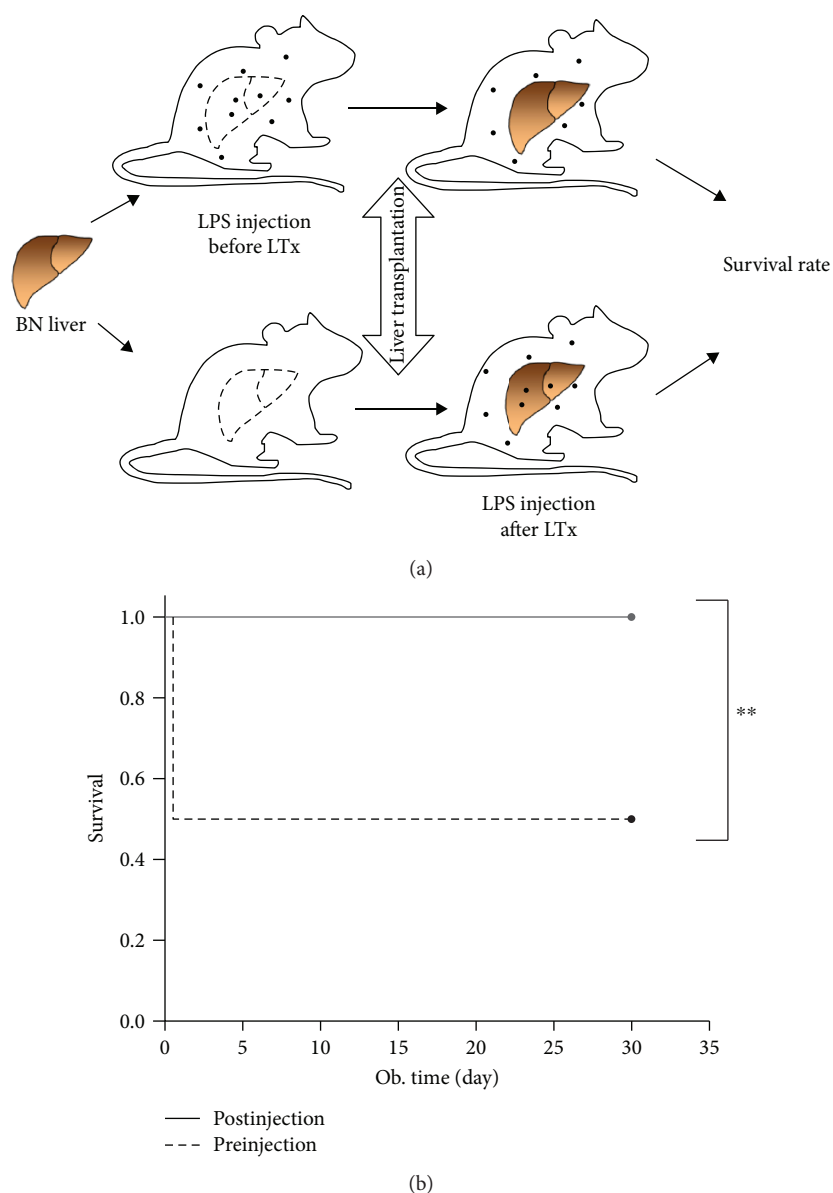 LPS injection
before LTx
BN liver
Liver transplantation
Survival rate
LPS injection
after LTx
(a)
1.0
0.8
0.6
0.4
0.2
0.0
Survival
**
0
5
10
15
20
25
30
35
Ob. time (day)
Postinjection
Preinjection
(b)